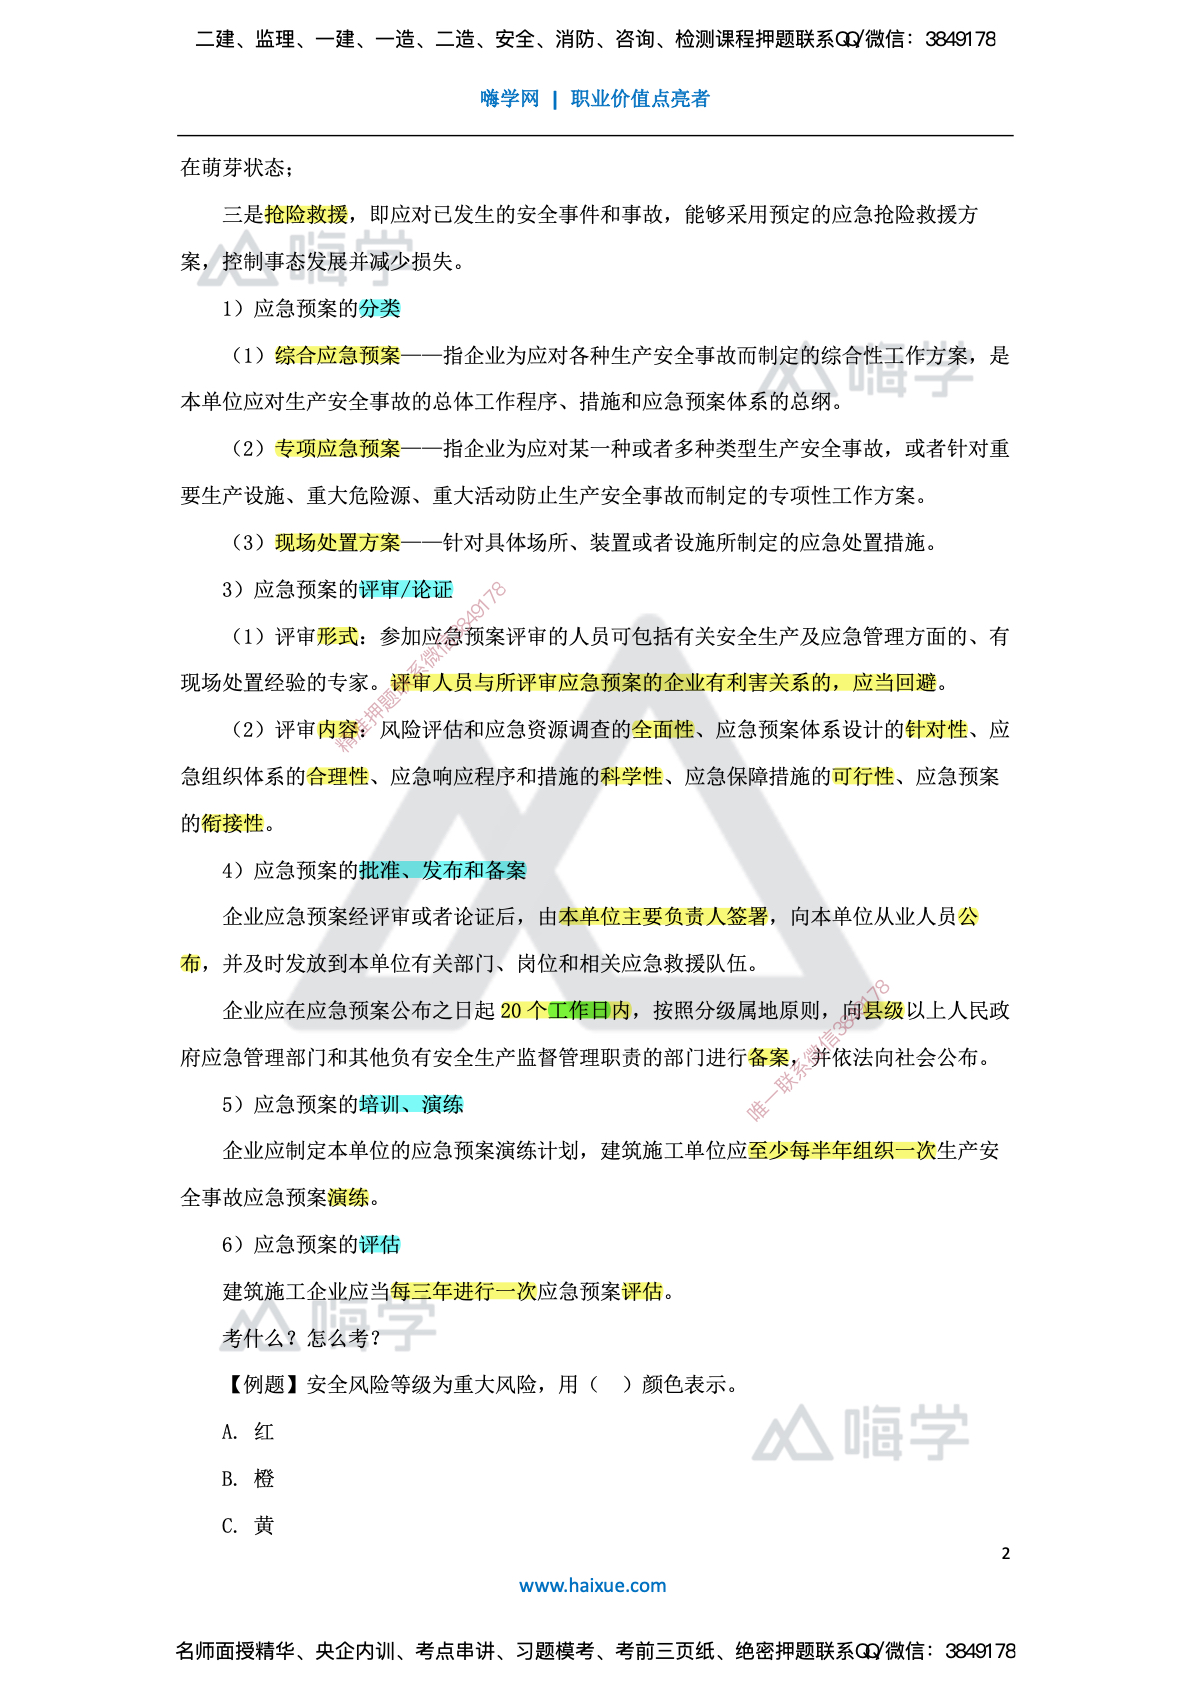 二建、监理、一建、一造、二造、安全、消防、咨询、检测课程押题联系QQ/微信：3849178
嗨学网 | 职业价值点亮者
在萌芽状态；
三是抢险救援，即应对已发生的安全事件和事故，能够采用预定的应急抢险救援方
案，控制事态发展并减少损失。
嗨学
1）应急预案的分类
（1）综合应急预案——指企业为应对各种生产安全事故而制定的综合性工作方案，是
嗨学
本单位应对生产安全事故的总体工作程序、措施和应急预案体系的总纲。
（2）专项应急预案——指企业为应对某一种或者多种类型生产安全事故，或者针对重
要生产设施、重大危险源、重大活动防止生产安全事故而制定的专项性工作方案。
（3）现场处置方案——针对具体场所、装置或者设施所制定的应急处置措施。
3）应急预案的评审/论证
（1）评审形式：参加应急预案评审的人员可包括有关安全生产及应急管理方面的、有
现场处置经验的专家。评审人员与所评审应急预案的企业有利害关系的，应当回避。
精准押题联系微信3849178
（2）评审内容：风险评估和应急资源调查的全面性、应急预案体系设计的针对性、应
急组织体系的合理性、应急响应程序和措施的科学性、应急保障措施的可行性、应急预案
的衔接性。
4）应急预案的批准、发布和备案
企业应急预案经评审或者论证后，由本单位主要负责人签署，向本单位从业人员公
布，并及时发放到本单位有关部门、岗位和相关应急救援队伍。
企业应在应急预案公布之日起 20 个工作日内，按照分级属地原则，向县级以上人民政
府应急管理部门和其他负有安全生产监督管理职责的部门进行备案，并依法向社会公布。
唯一联系微信3849178
5）应急预案的培训、演练
企业应制定本单位的应急预案演练计划，建筑施工单位应至少每半年组织一次生产安
全事故应急预案演练。
6）应急预案的评估
建筑施工企业应当每三年进行一次应急预案评估。
嗨学
考什么？怎么考？
【例题】安全风险等级为重大风险，用（ ）颜色表示。
A. 红
嗨学
B. 橙
C. 黄
2
www.haixue.com
名师面授精华、央企内训、考点串讲、习题模考、考前三页纸、绝密押题联系QQ/微信：3849178